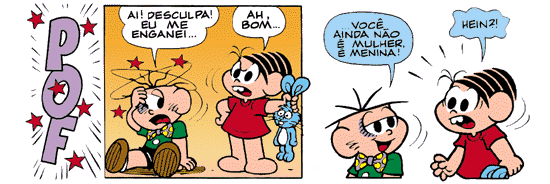 POF
AI! DESCULPA!
EU ME
ENGANEI...
AH,
BOM...
VOCÊ
AINDA NÃO
É MULHER,
É MENINA!
HEIN?!